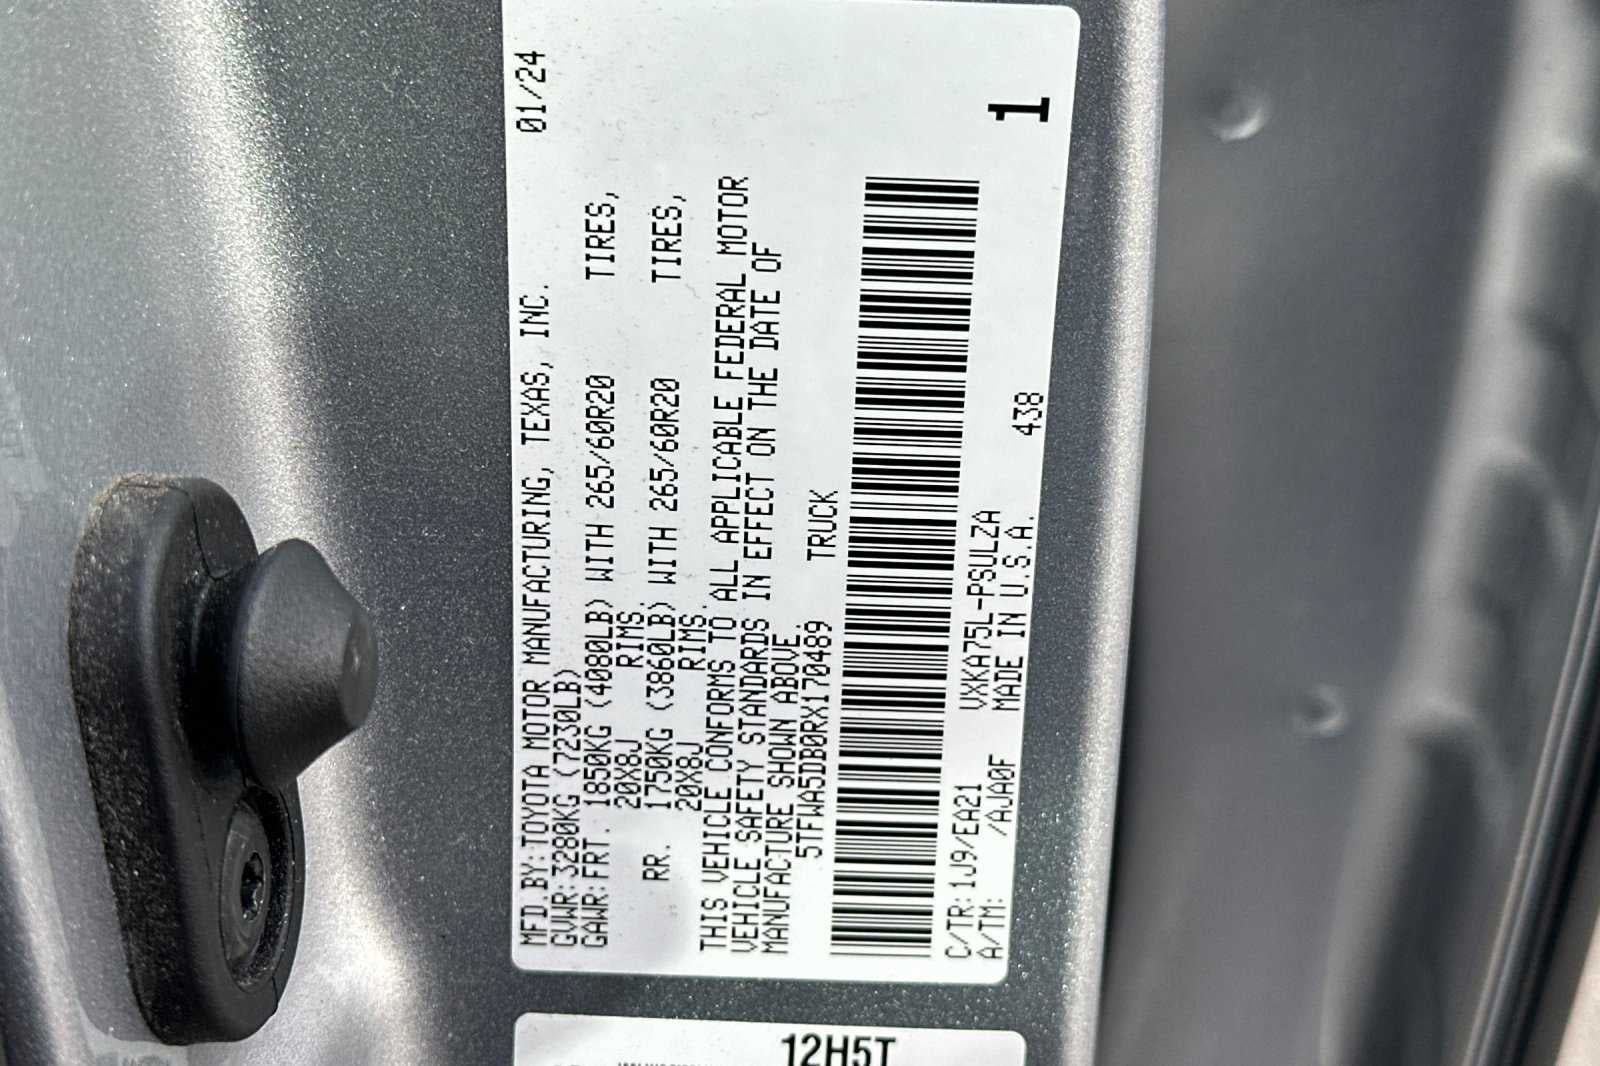 01/24
MFD.BY:TOYOTA MOTOR MANUFACTURING, TEXAS, INC.
GVWR:3280KG (7230LB)
GAWR:FRT. 1850KG (4080LB) WITH 265/60R20 TIRES,
20X8J RIMS.
RR. 1750KG (3860LB) WITH 265/60R20 TIRES,
20X8J RIMS.
THIS VEHICLE CONFORMS TO ALL APPLICABLE FEDERAL MOTOR
VEHICLE SAFETY STANDARDS IN EFFECT ON THE DATE OF
MANUFACTURE SHOWN ABOVE.
5TFWA5DB0RX170489 TRUCK
C/TR:1J9/EA21 VXKA75L-PSULZA
A/TM: /AJA0F MADE IN U.S.A. 438
1
12H5T